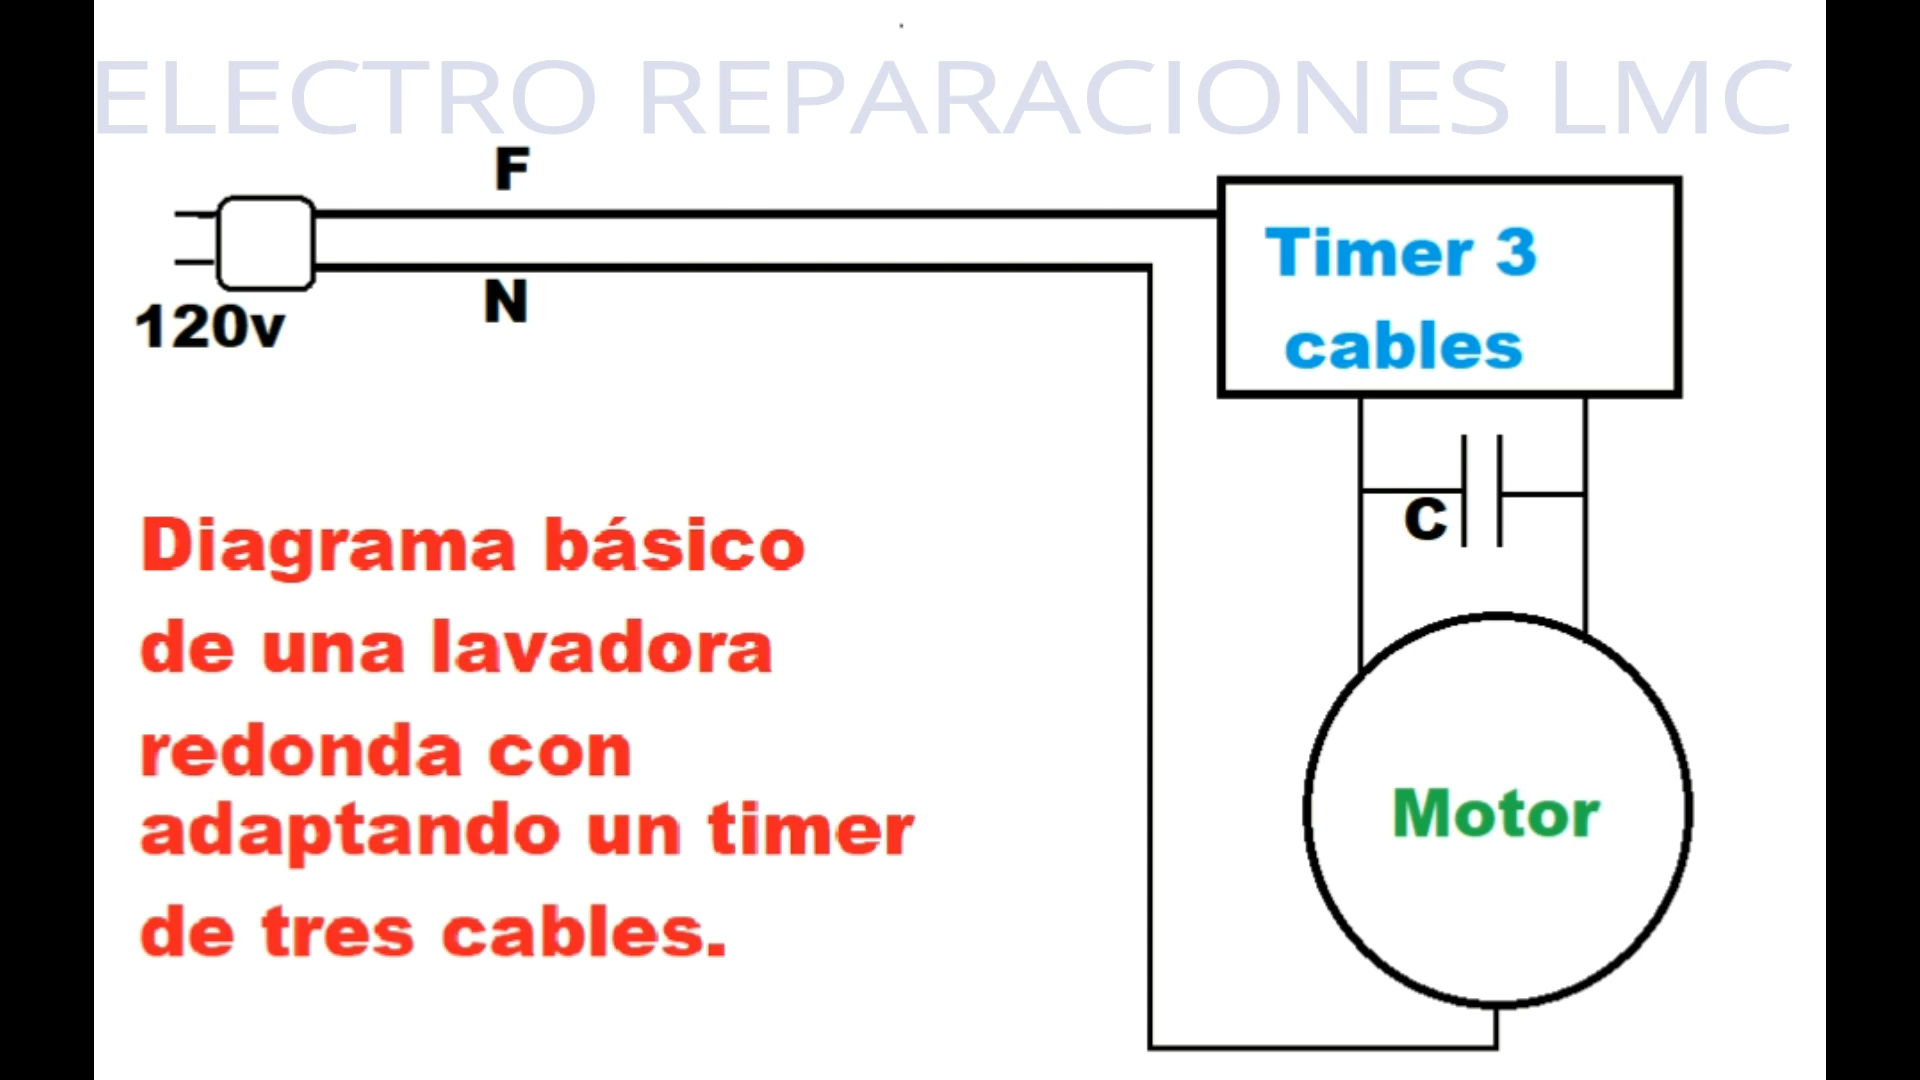 ELECTRO REPARACIONES LMC
F
N
120v
Timer 3
cables
C
Motor
Diagrama básico
de una lavadora
redonda con
adaptando un timer
de tres cables.